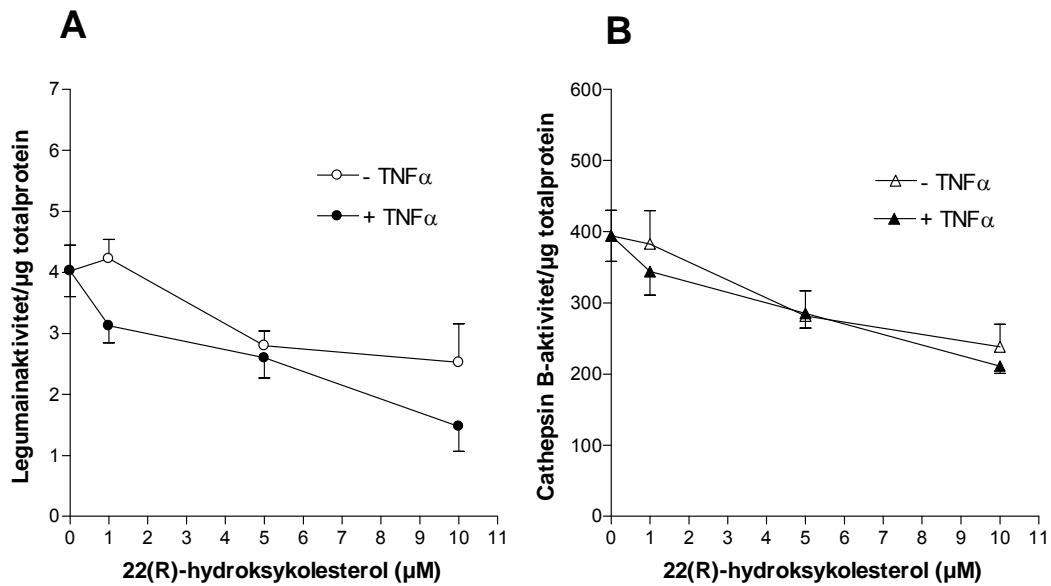 A
Legumainaktivitet/µg totalprotein
7
6
5
4
3
2
1
0
- TNFα
+ TNFα
0 1 2 3 4 5 6 7 8 9 10 11
22(R)-hydroksykolesterol (µM)
B
Cathepsin B-aktivitet/µg totalprotein
600
500
400
300
200
100
0
- TNFα
+ TNFα
0 1 2 3 4 5 6 7 8 9 10 11
22(R)-hydroksykolesterol (µM)